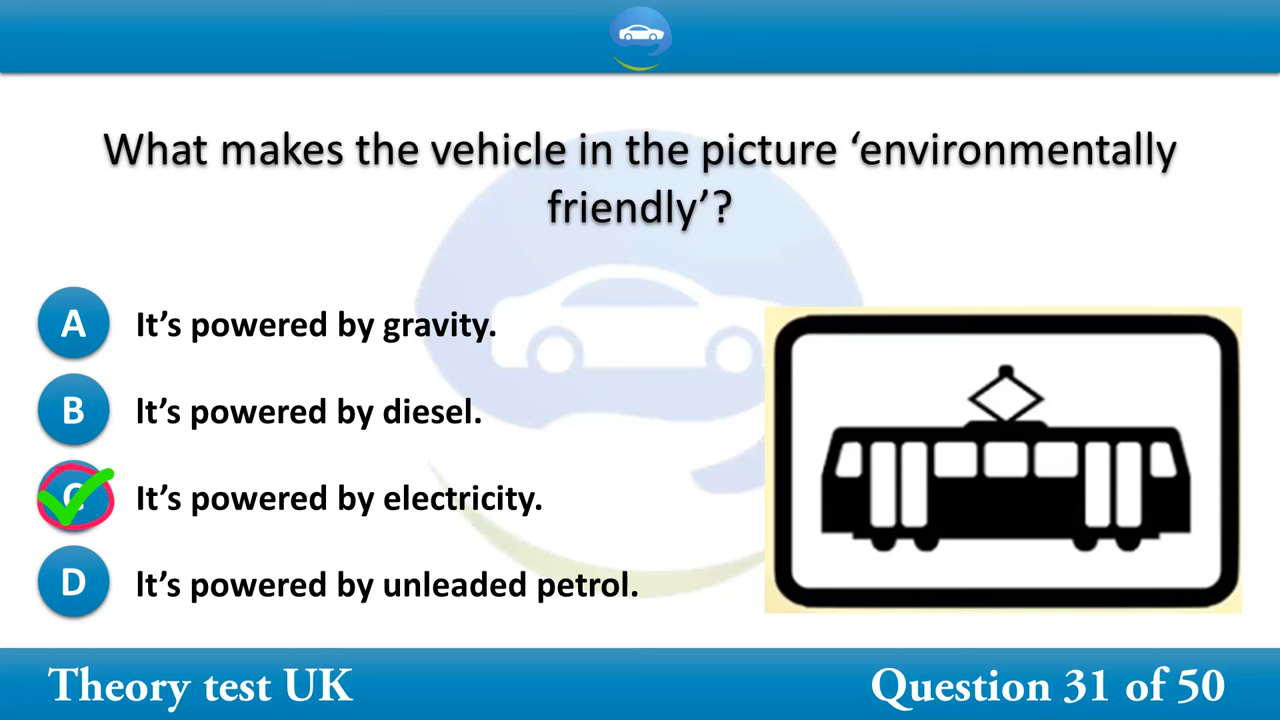 What makes the vehicle in the picture ‘environmentally
friendly’?
A It’s powered by gravity.
B It’s powered by diesel.
C It’s powered by electricity.
D It’s powered by unleaded petrol.
Theory test UK
Question 31 of 50